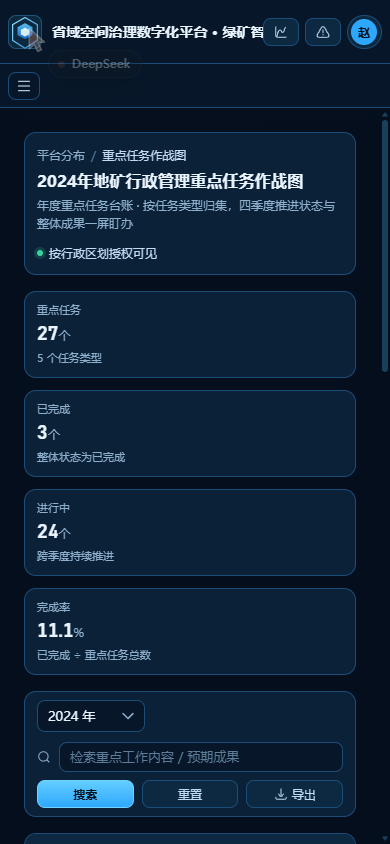 省域空间治理数字化平台 • 绿矿智
赵
DeepSeek
平台分布 / 重点任务作战图
2024年地矿行政管理重点任务作战图
年度重点任务台账 · 按任务类型归集，四季度推进状态与
整体成果一屏盯办
按行政区划授权可见
重点任务
27个
5 个任务类型
已完成
3个
整体状态为已完成
进行中
24个
跨季度持续推进
完成率
11.1%
已完成 ÷ 重点任务总数
2024 年
检索重点工作内容 / 预期成果
搜索
重置
导出